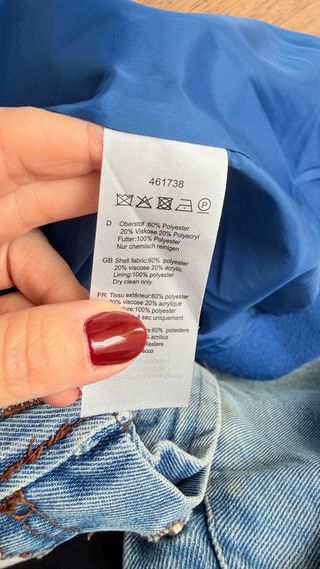 461738
D Oberstof:60% Polyester
20% Viskose 20% Polyacryl
Futter:100% Polyester
Nur chemisch reinigen
GB Shell fabric:60% polyester
20% viscose 20% acrylic
Lining:100% polyester
Dry clean only
FR Tissu extérieur:60% polyester
20% viscose 20% acrylique
100% polyester
à sec uniquement
60% poliestere
acrilico